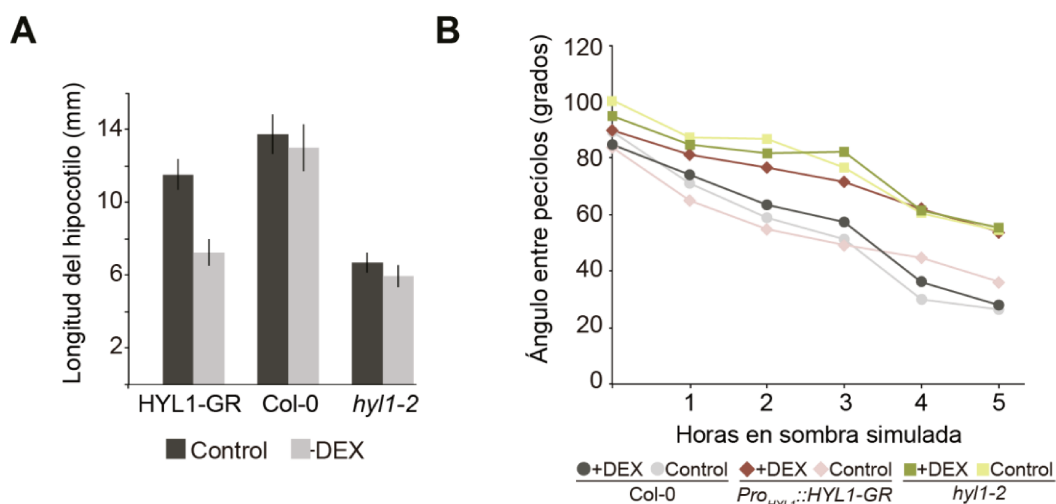 A
Longitud del hipocotilo (mm)
14
10
6
2
HYL1-GR Col-0 hyl1-2
Control -DEX
B
Ángulo entre pecíolos (grados)
120
100
80
60
40
20
0
1 2 3 4 5
Horas en sombra simulada
+DEX Control +DEX Control +DEX Control
Col-0 ProHYL1::HYL1-GR hyl1-2